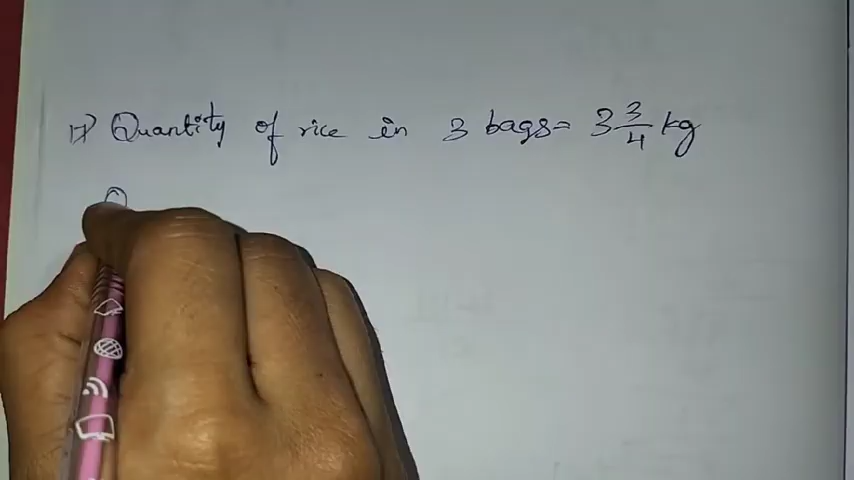 1) Quantity of rice in 3 bags = 3 3/4 kg
Q